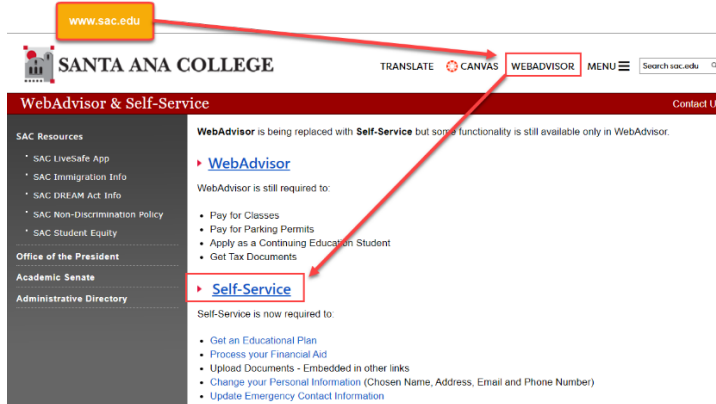 www.sac.edu
SANTA ANA COLLEGE
TRANSLATE CANVAS WEBADVISOR MENU Search sac.edu
WebAdvisor & Self-Service
Contact U
SAC Resources
SAC LiveSafe App
SAC Immigration Info
SAC DREAM Act Info
SAC Non-Discrimination Policy
SAC Student Equity
Office of the President
Academic Senate
Administrative Directory
WebAdvisor is being replaced with Self-Service but some functionality is still available only in WebAdvisor.
WebAdvisor
WebAdvisor is still required to:
Pay for Classes
Pay for Parking Permits
Apply as a Continuing Education Student
Get Tax Documents
Self-Service
Self-Service is now required to:
Get an Educational Plan
Process your Financial Aid
Upload Documents - Embedded in other links
Change your Personal Information (Chosen Name, Address, Email and Phone Number)
Update Emergency Contact Information